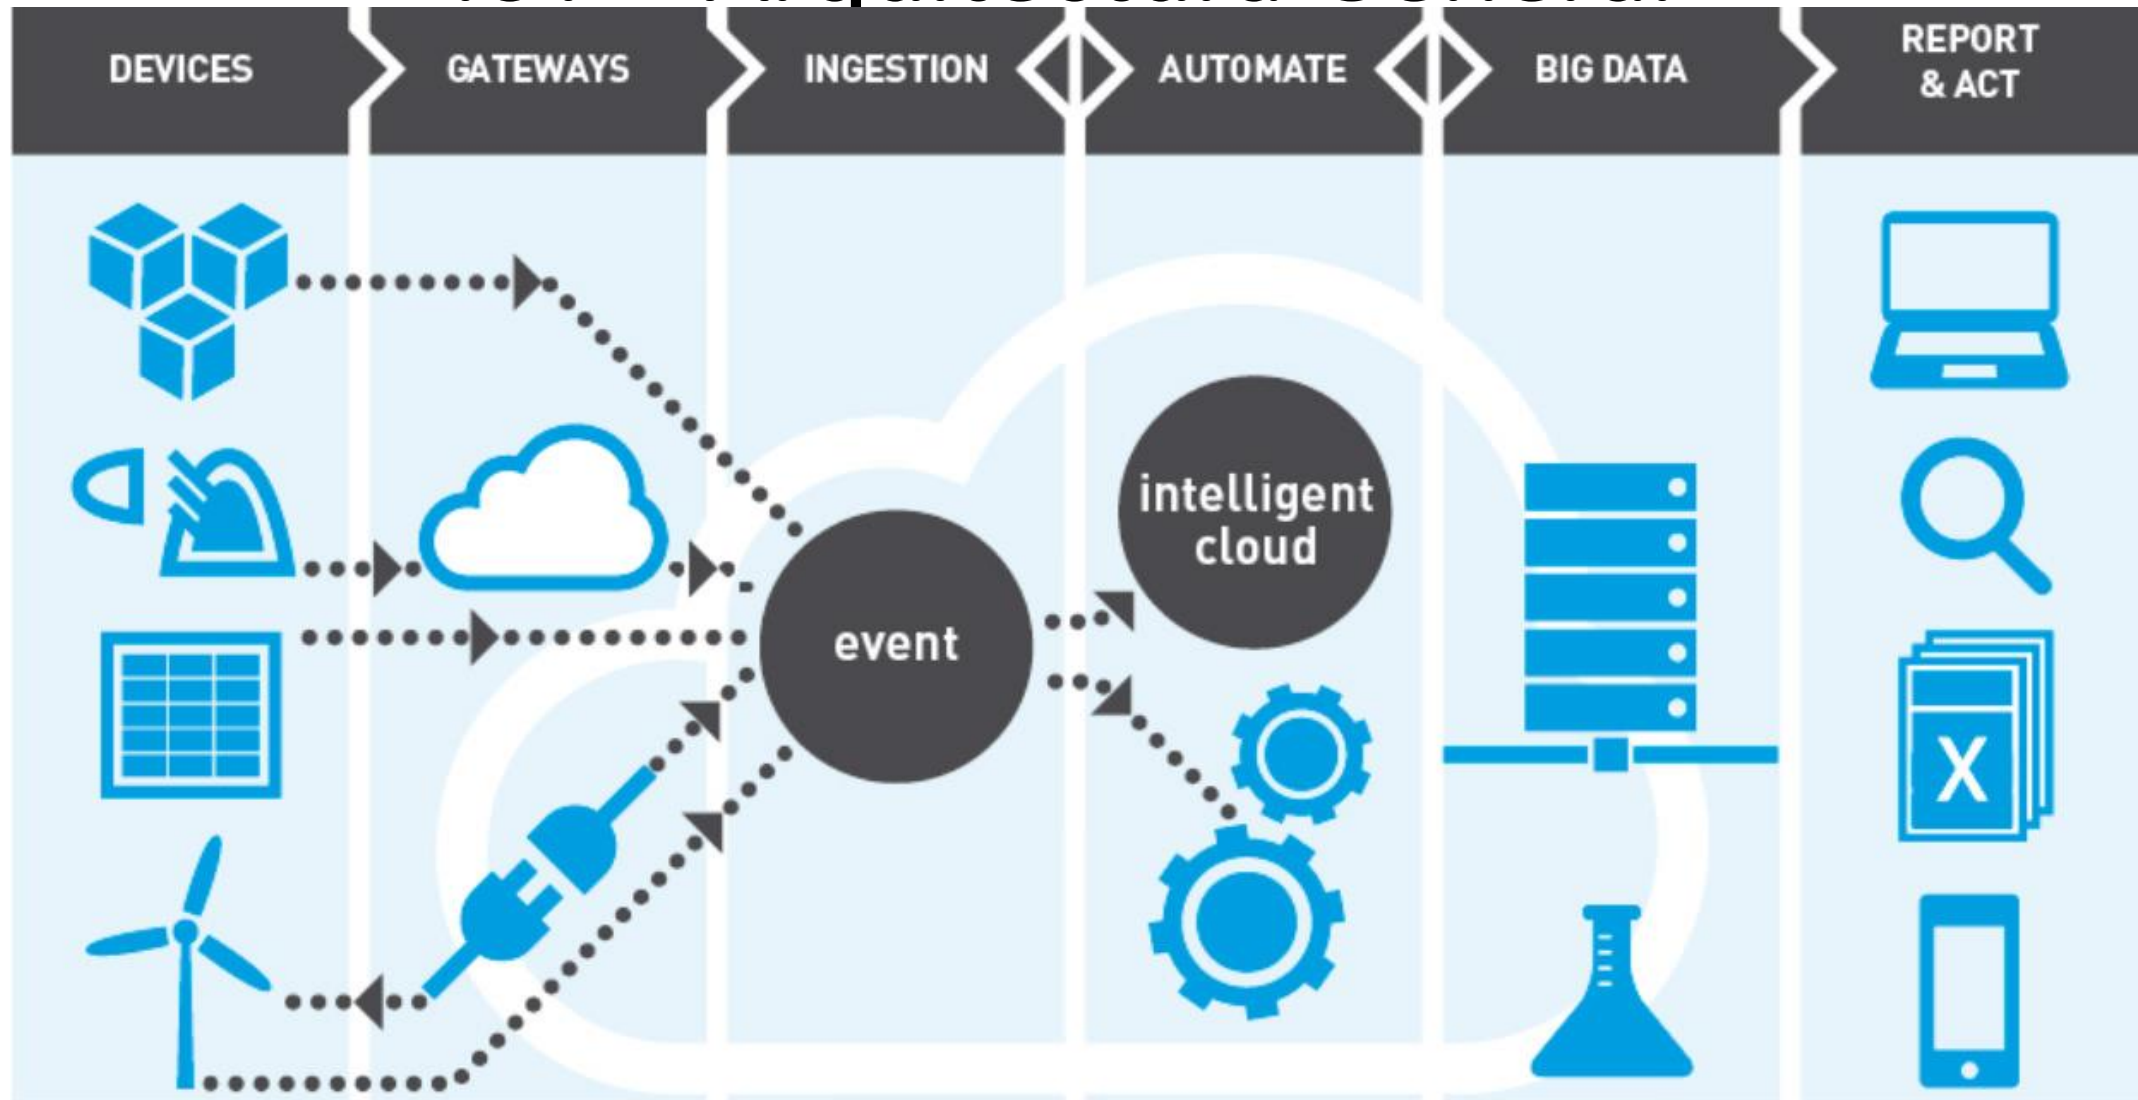 DEVICES
GATEWAYS
INGESTION
AUTOMATE
BIG DATA
REPORT
& ACT
intelligent
cloud
event
X